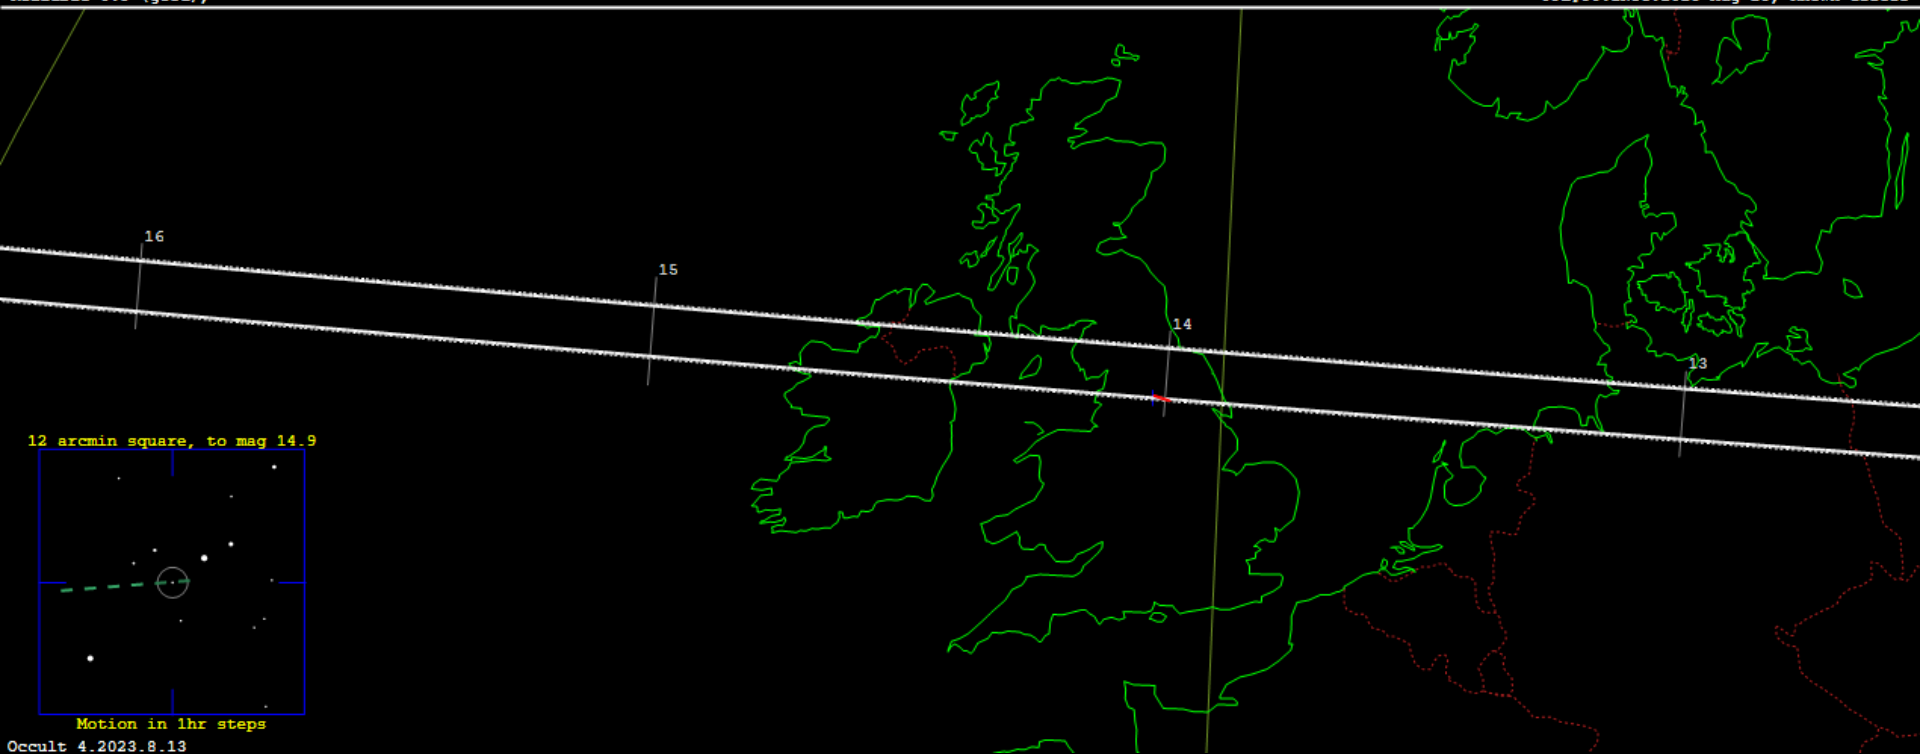 16
15
14
13
12 arcmin square, to mag 14.9
Motion in 1hr steps
Occult 4.2023.8.13